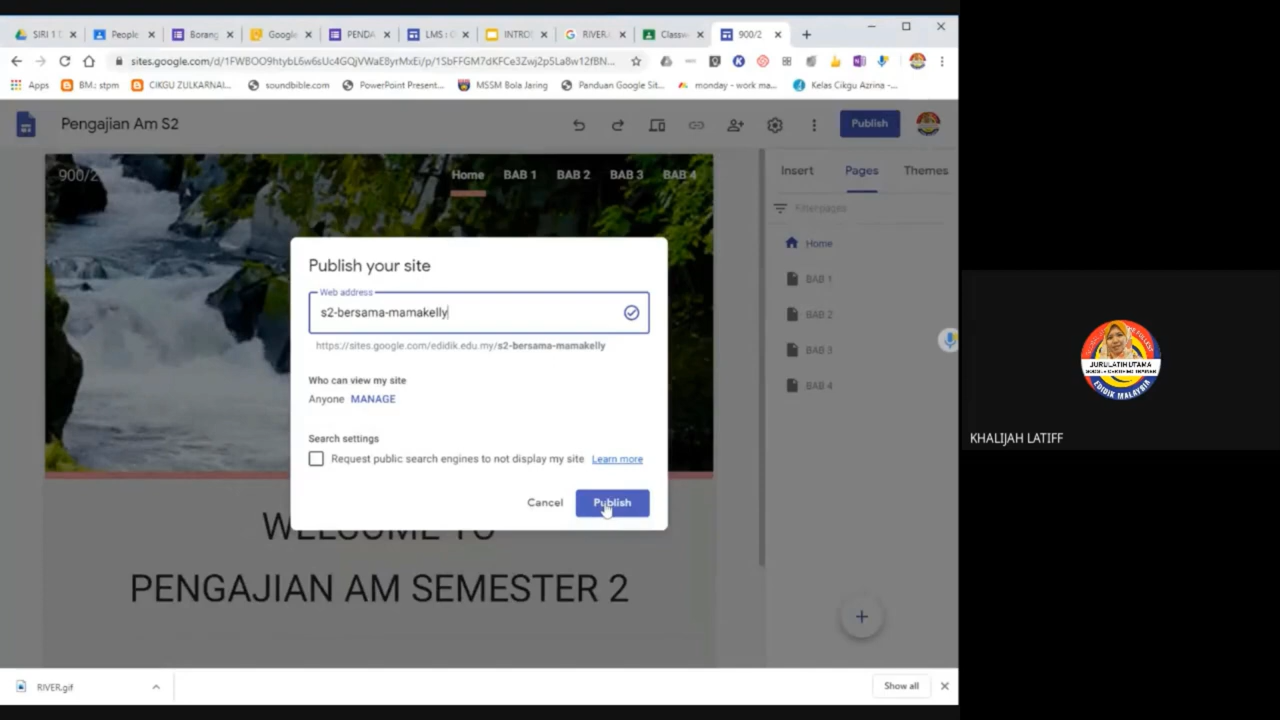 SIRI 1 D
People
Borang
Google
PENDA
LMS : G
INTRO
RIVER.
Classw
900/2
sites.google.com/d/1FWBOO9htybL6w6sUc4GQjVWaE8yrMxEi/p/1SbFFGM7dKFCe3Zwj2p5La8w12fBN...
Apps
BM.: stpm
CIKGU ZULKARNAI...
soundbible.com
PowerPoint Present...
MSSM Bola Jaring
Panduan Google Sit...
monday - work ma...
Kelas Cikgu Azrina -...
Pengajian Am S2
Publish
900/2
Home
BAB 1
BAB 2
BAB 3
BAB 4
Insert
Pages
Themes
Filter pages
Home
BAB 1
BAB 2
BAB 3
BAB 4
Publish your site
Web address
s2-bersama-mamakelly
https://sites.google.com/edidik.edu.my/s2-bersama-mamakelly
Who can view my site
Anyone MANAGE
Search settings
Request public search engines to not display my site Learn more
Cancel
Publish
WELCOME TO
PENGAJIAN AM SEMESTER 2
JURULATIH UTAMA
GOOGLE CERTIFIED TRAINER
EDIDIK MALAYSIA
KHALIJAH LATIFF
RIVER.gif
Show all